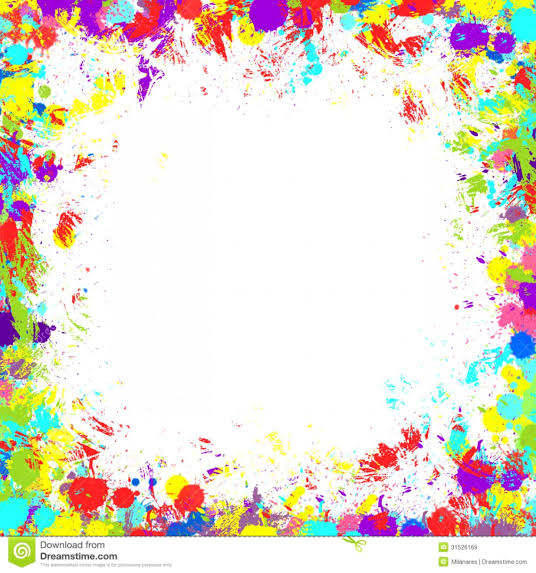 Download from
Dreamstime.com
This watermarked comp image is for previewing purposes only.
31526169
Milanares | Dreamstime.com